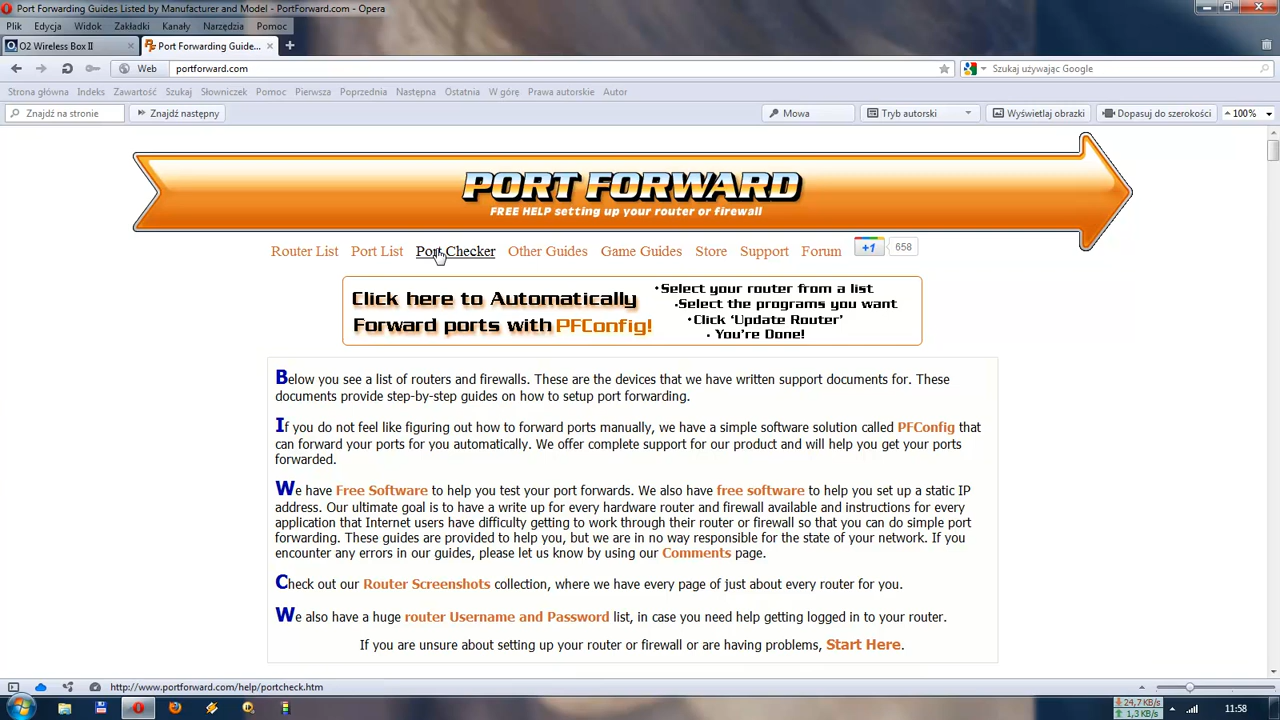 Port Forwarding Guides Listed by Manufacturer and Model - PortForward.com - Opera
Plik Edycja Widok Zakładki Kanały Narzędzia Pomoc
O2 Wireless Box II
Port Forwarding Guide...
Web portforward.com
Szukaj używając Google
Strona główna Indeks Zawartość Szukaj Słowniczek Pomoc Pierwsza Poprzednia Następna Ostatnia W górę Prawa autorskie Autor
Znajdź na stronie Znajdź następny Mowa Tryb autorski Wyświetlaj obrazki Dopasuj do szerokości 100%
PORT FORWARD
FREE HELP setting up your router or firewall
Router List Port List Port Checker Other Guides Game Guides Store Support Forum +1 658
Click here to Automatically
Forward ports with PFConfig!
•Select your router from a list
•Select the programs you want
•Click 'Update Router'
•You're Done!
Below you see a list of routers and firewalls. These are the devices that we have written support documents for. These
documents provide step-by-step guides on how to setup port forwarding.
If you do not feel like figuring out how to forward ports manually, we have a simple software solution called PFConfig that
can forward your ports for you automatically. We offer complete support for our product and will help you get your ports
forwarded.
We have Free Software to help you test your port forwards. We also have free software to help you set up a static IP
address. Our ultimate goal is to have a write up for every hardware router and firewall available and instructions for every
application that Internet users have difficulty getting to work through their router or firewall so that you can do simple port
forwarding. These guides are provided to help you, but we are in no way responsible for the state of your network. If you
encounter any errors in our guides, please let us know by using our Comments page.
Check out our Router Screenshots collection, where we have every page of just about every router for you.
We also have a huge router Username and Password list, in case you need help getting logged in to your router.
If you are unsure about setting up your router or firewall or are having problems, Start Here.
http://www.portforward.com/help/portcheck.htm
24,7 KB/s
1,3 KB/s
11:58